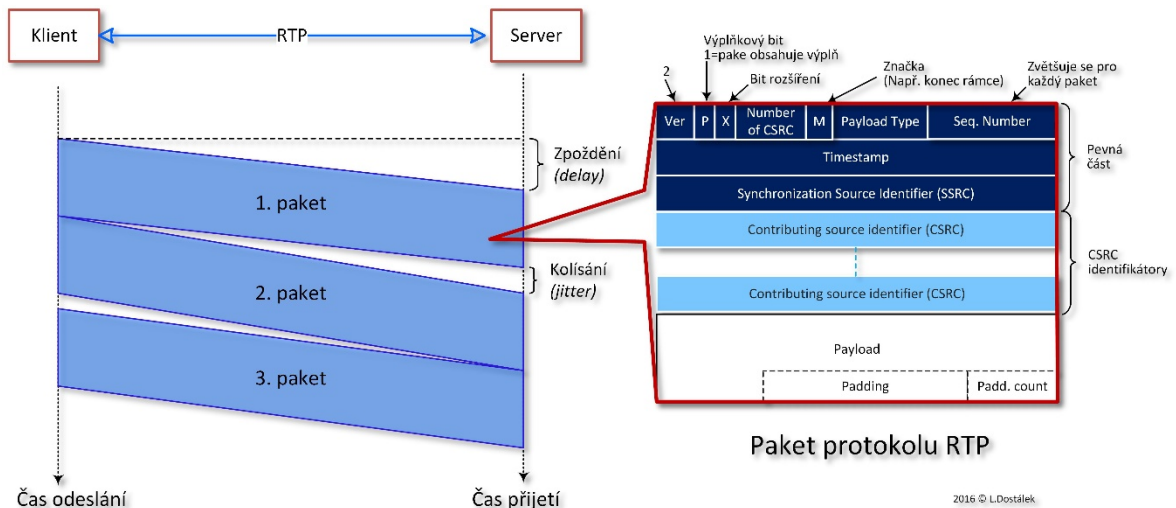 Klient
RTP
Server
Zpoždění
(delay)
1. paket
Kolísání
(jitter)
2. paket
3. paket
Čas odeslání
Čas přijetí
Výplňkový bit
1=pake obsahuje výplň
2
Bit rozšíření
Značka
(Např. konec rámce)
Zvětšuje se pro
každý paket
Ver
P
X
Number
of CSRC
M
Payload Type
Seq. Number
Timestamp
Synchronization Source Identifier (SSRC)
Pevná
část
Contributing source identifier (CSRC)
CSRC
identifikátory
Contributing source identifier (CSRC)
Payload
Padding
Padd. count
Paket protokolu RTP
2016 © L.Dostálek